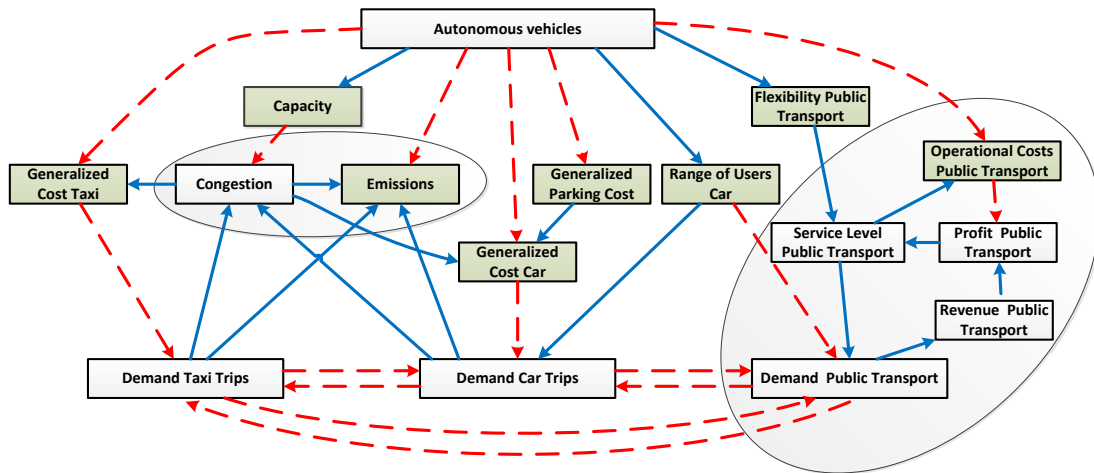 Autonomous vehicles
Capacity
Flexibility Public
Transport
Generalized
Cost Taxi
Congestion
Emissions
Generalized
Parking Cost
Range of Users
Car
Operational Costs
Public Transport
Generalized
Cost Car
Service Level
Public Transport
Profit Public
Transport
Revenue Public
Transport
Demand Taxi Trips
Demand Car Trips
Demand Public Transport